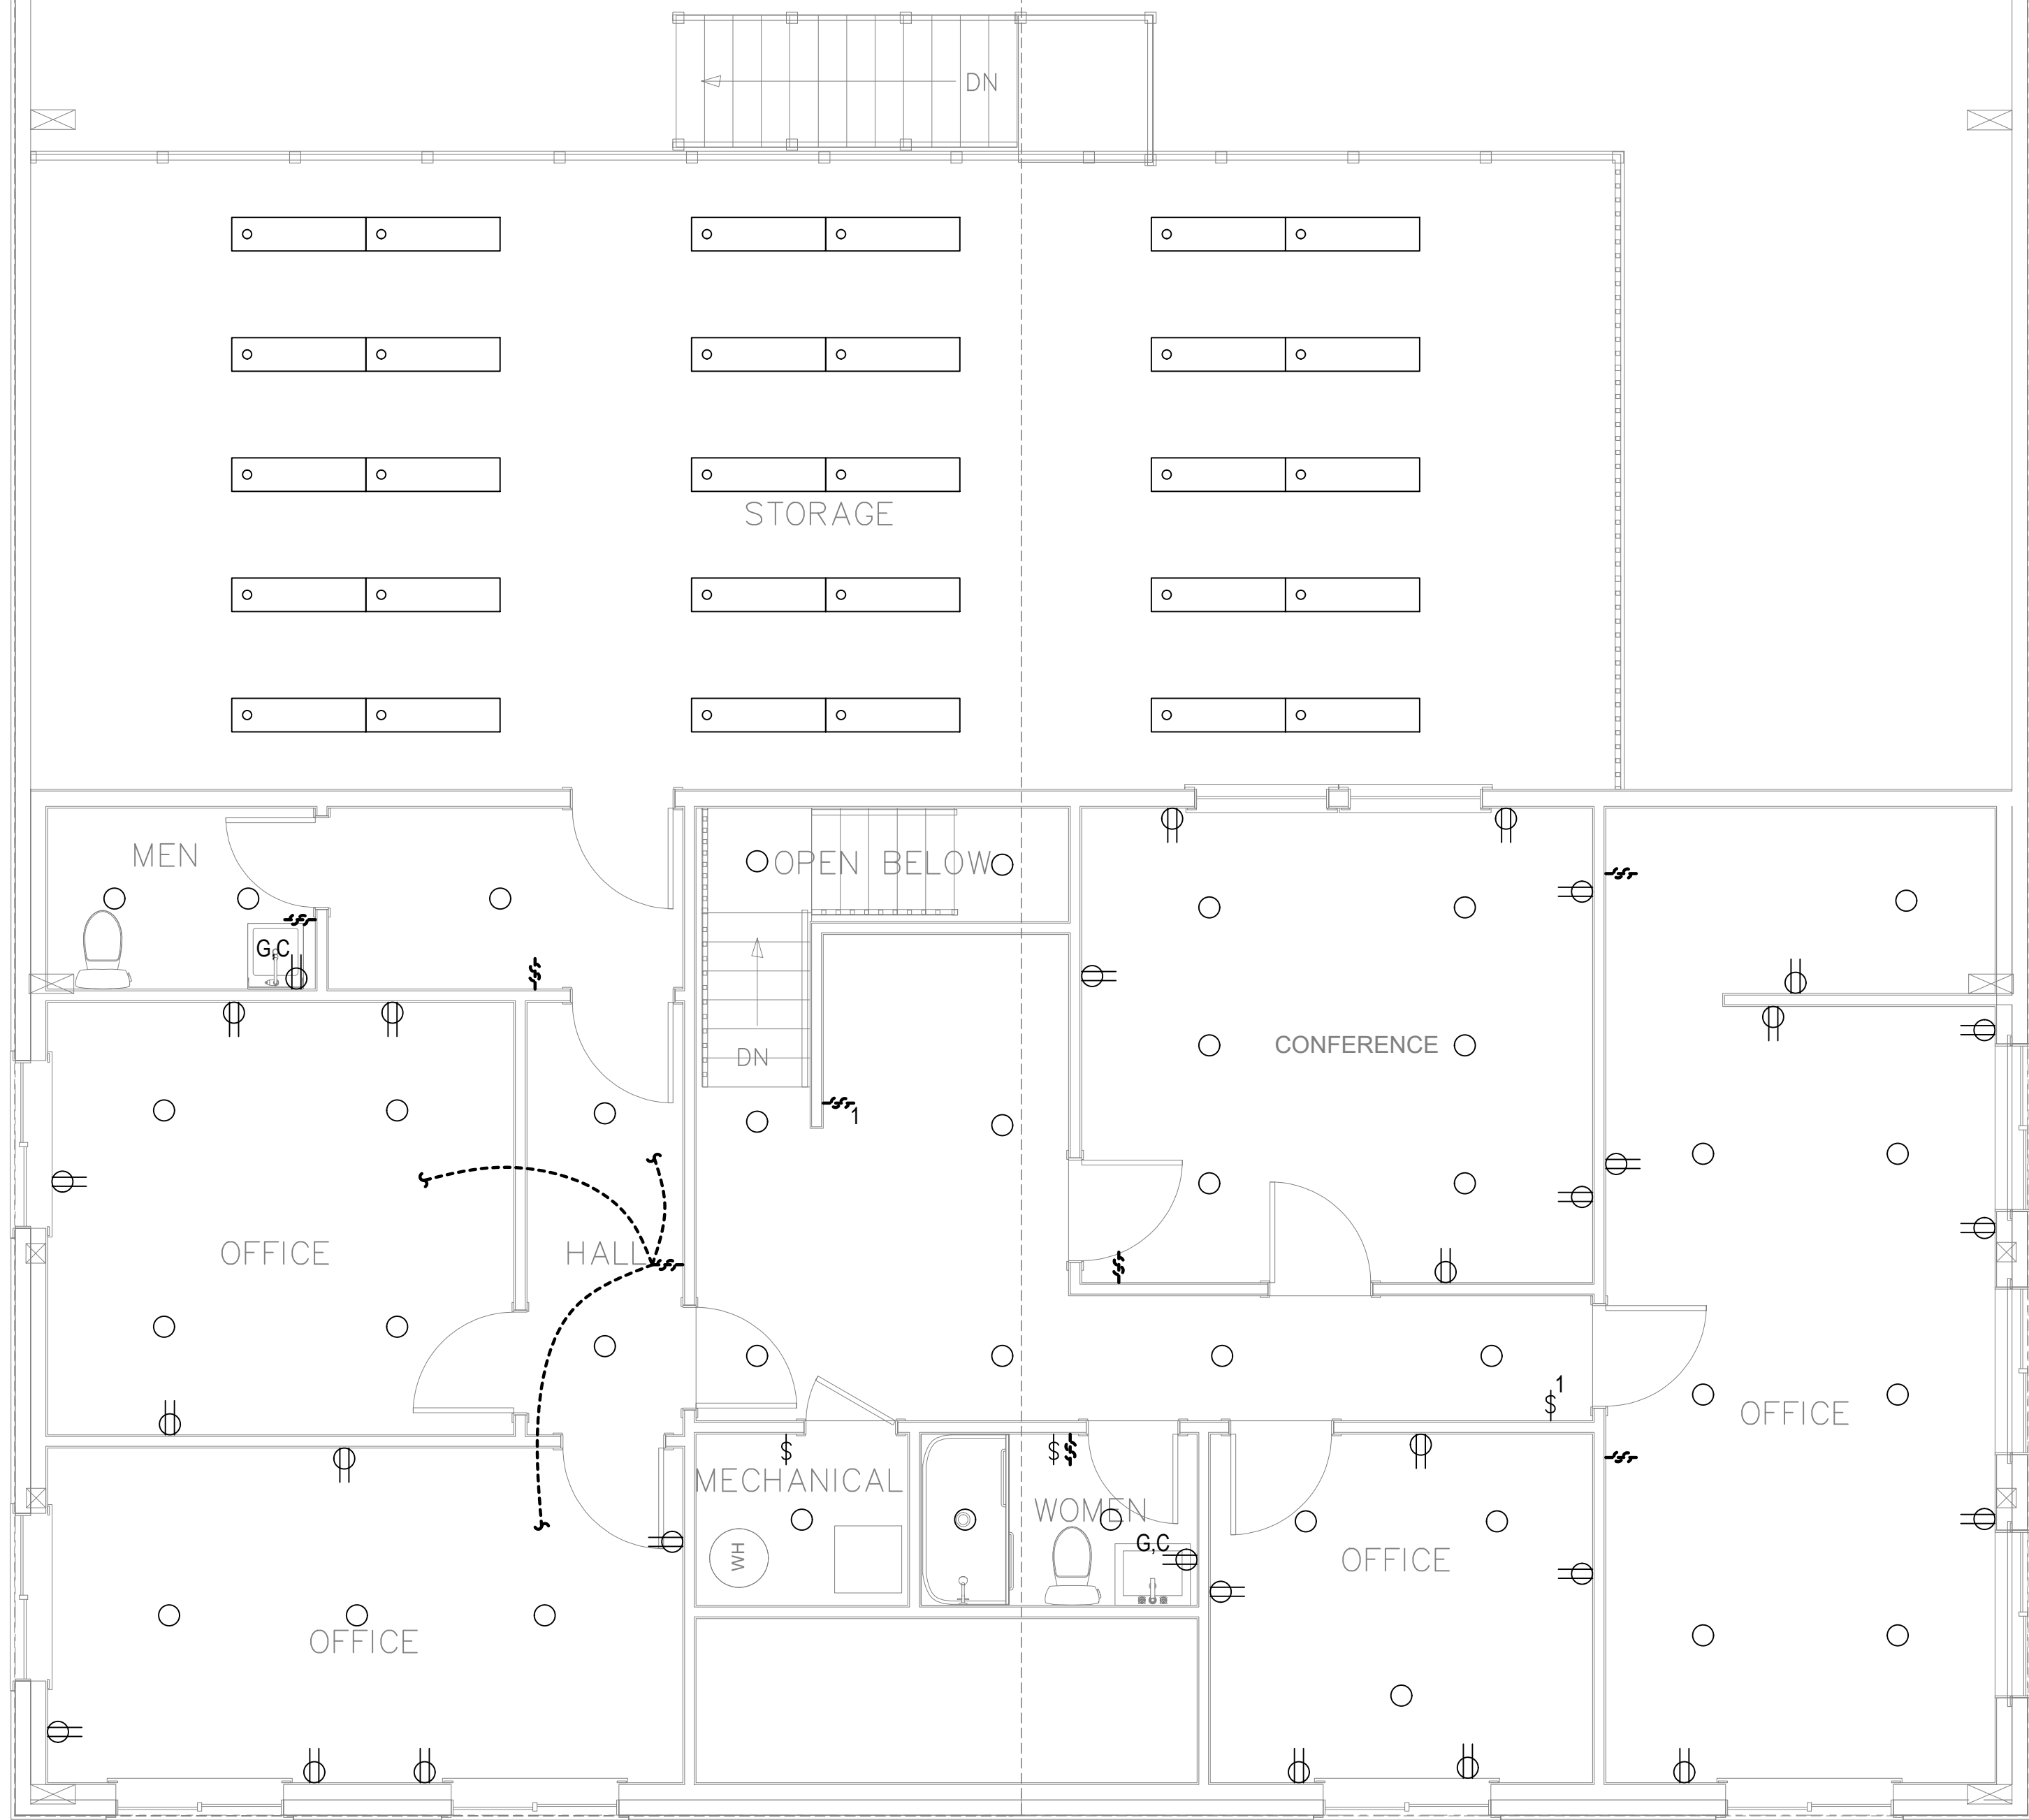 DN
STORAGE
MEN
OPEN BELOW
G,C
CONFERENCE
DN
1
OFFICE
HALL
$
1
OFFICE
$
$
MECHANICAL
WOMEN
G,C
WH
OFFICE
OFFICE